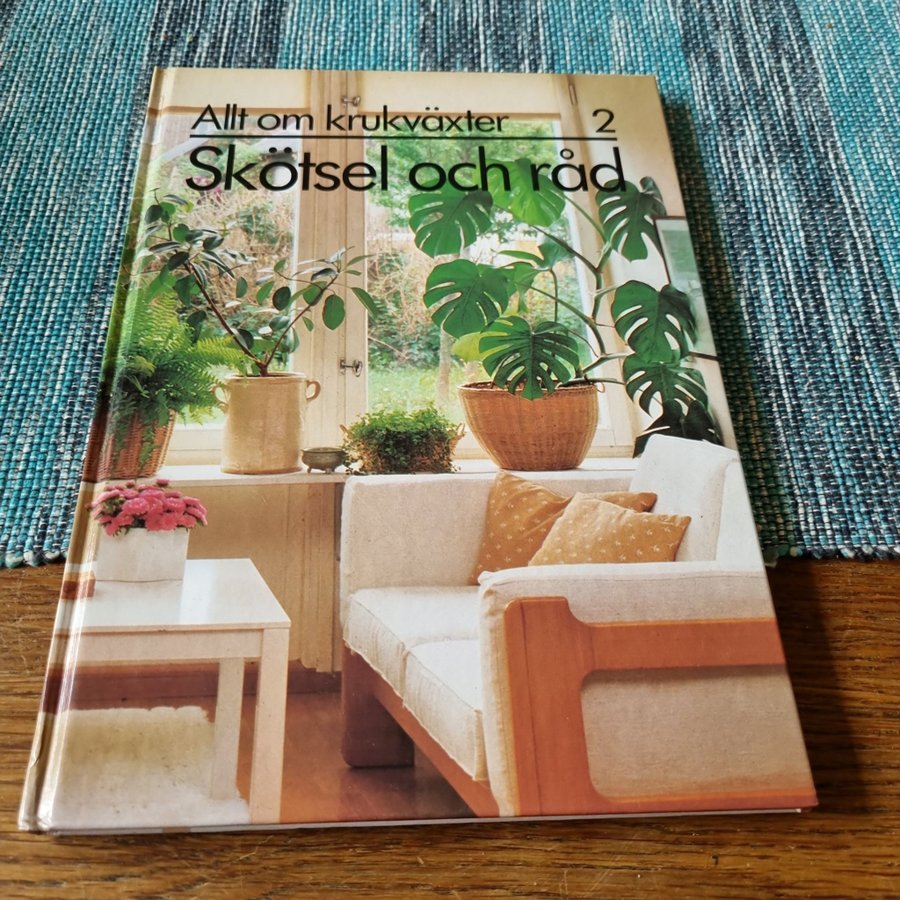 Allt om krukväxter 2
Skötsel och råd